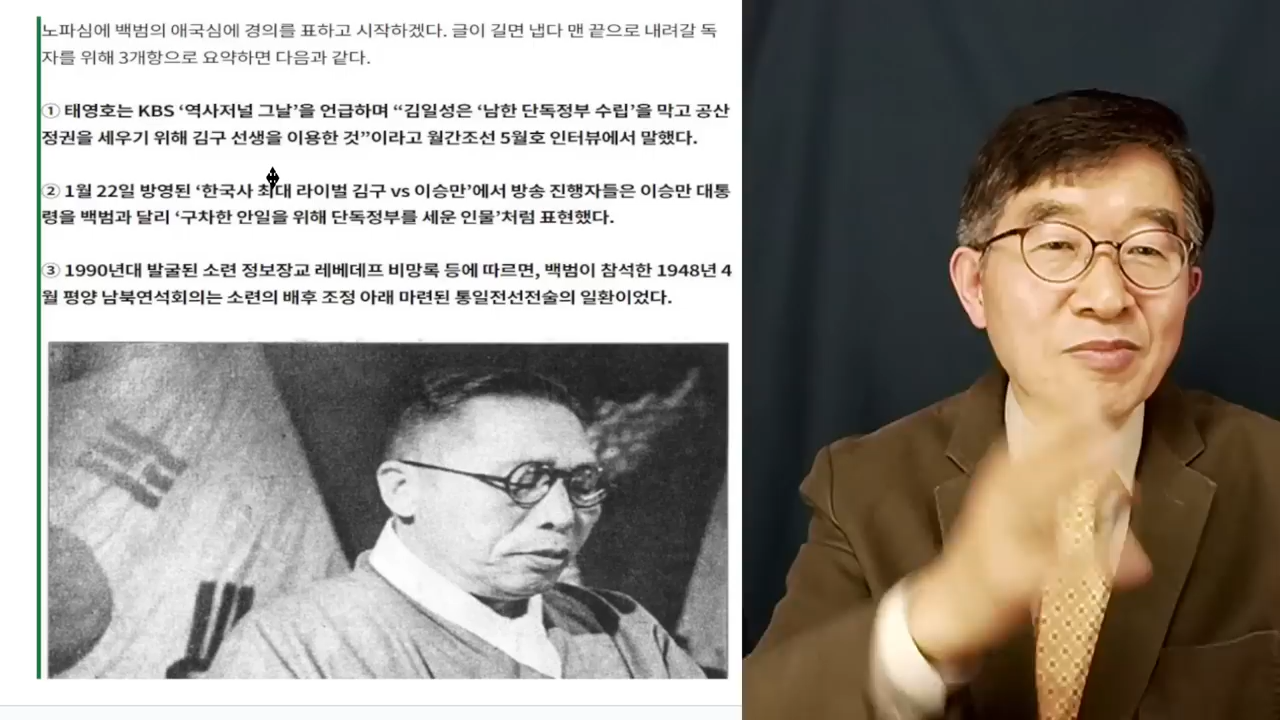 노파심에 백범의 애국심에 경의를 표하고 시작하겠다. 글이 길면 냅다 맨 끝으로 내려갈 독
자를 위해 3개항으로 요약하면 다음과 같다.
① 태영호는 KBS ‘역사저널 그날’을 언급하며 “김일성은 ‘남한 단독정부 수립’을 막고 공산
정권을 세우기 위해 김구 선생을 이용한 것”이라고 월간조선 5월호 인터뷰에서 말했다.
② 1월 22일 방영된 ‘한국사 최대 라이벌 김구 vs 이승만’에서 방송 진행자들은 이승만 대통
령을 백범과 달리 ‘구차한 안일을 위해 단독정부를 세운 인물’처럼 표현했다.
③ 1990년대 발굴된 소련 정보장교 레베데프 비망록 등에 따르면, 백범이 참석한 1948년 4
월 평양 남북연석회의는 소련의 배후 조정 아래 마련된 통일전선전술의 일환이었다.